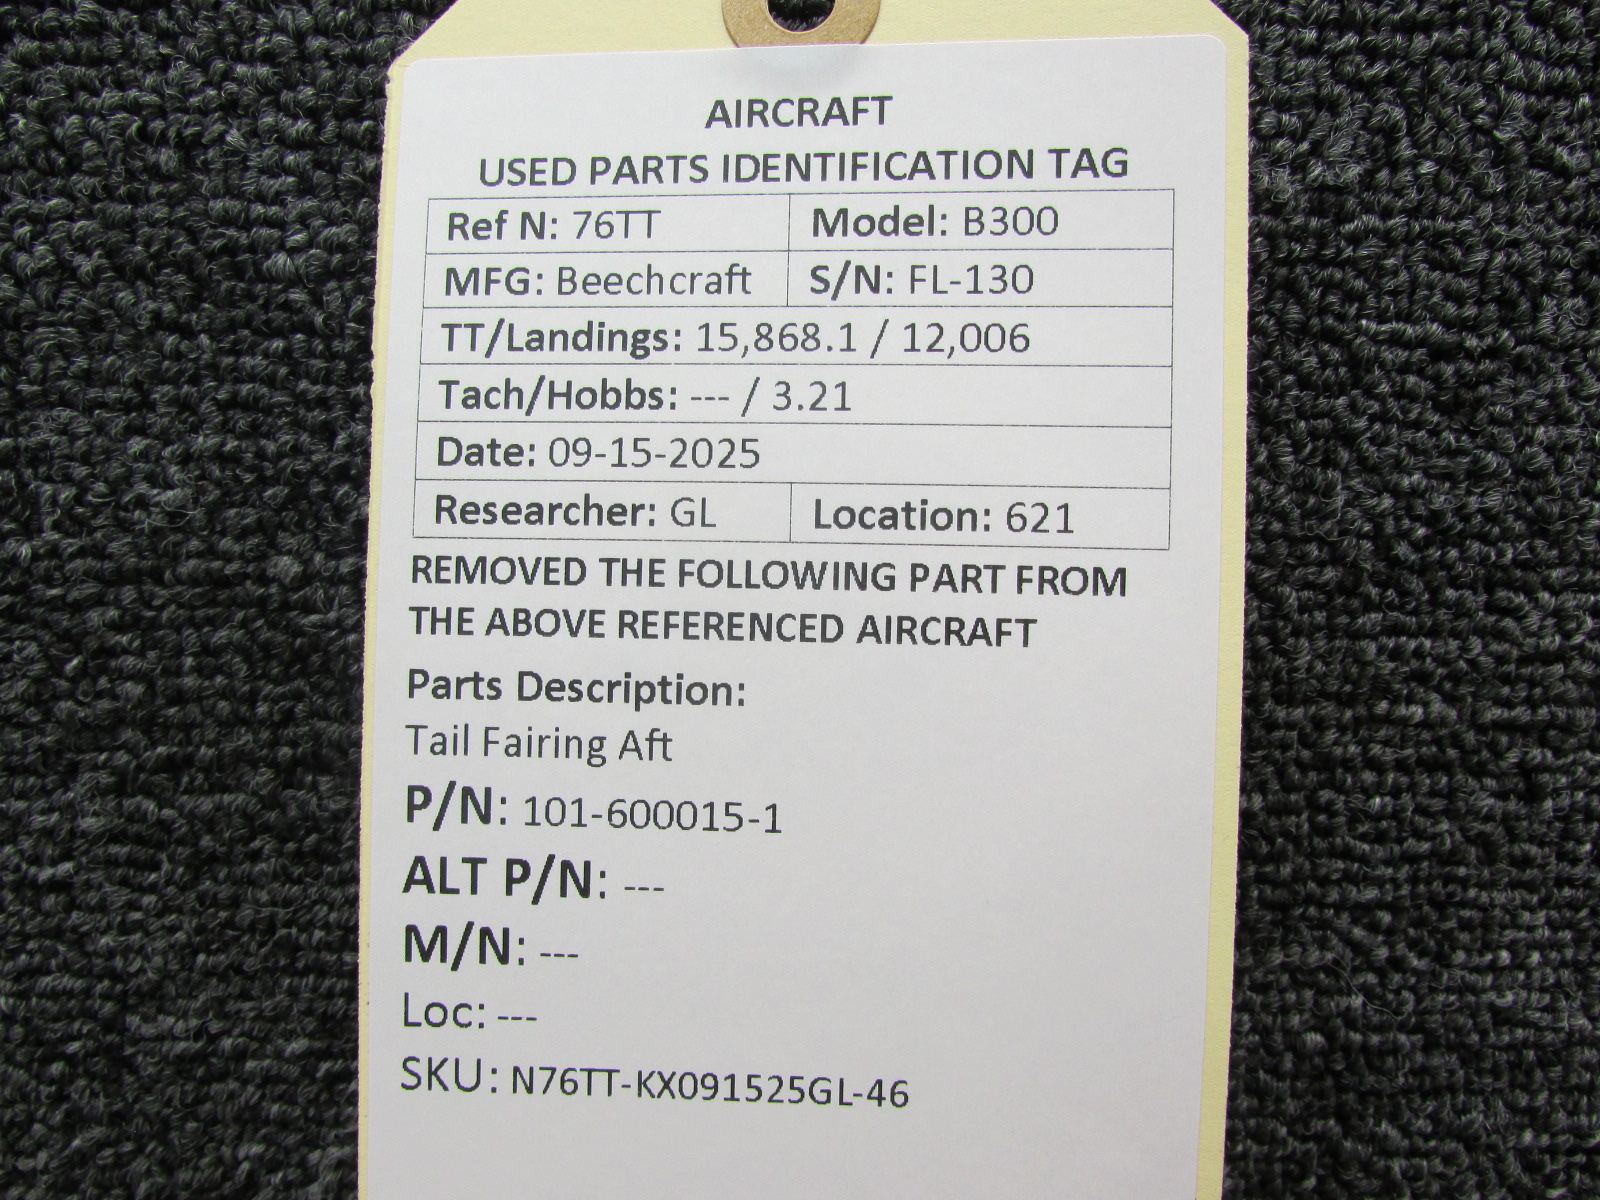 AIRCRAFT
USED PARTS IDENTIFICATION TAG
Ref N: 76TT Model: B300
MFG: Beechcraft S/N: FL-130
TT/Landings: 15,868.1 / 12,006
Tach/Hobbs: --- / 3.21
Date: 09-15-2025
Researcher: GL Location: 621
REMOVED THE FOLLOWING PART FROM
THE ABOVE REFERENCED AIRCRAFT
Parts Description:
Tail Fairing Aft
P/N: 101-600015-1
ALT P/N: ---
M/N: ---
Loc: ---
SKU: N76TT-KX091525GL-46